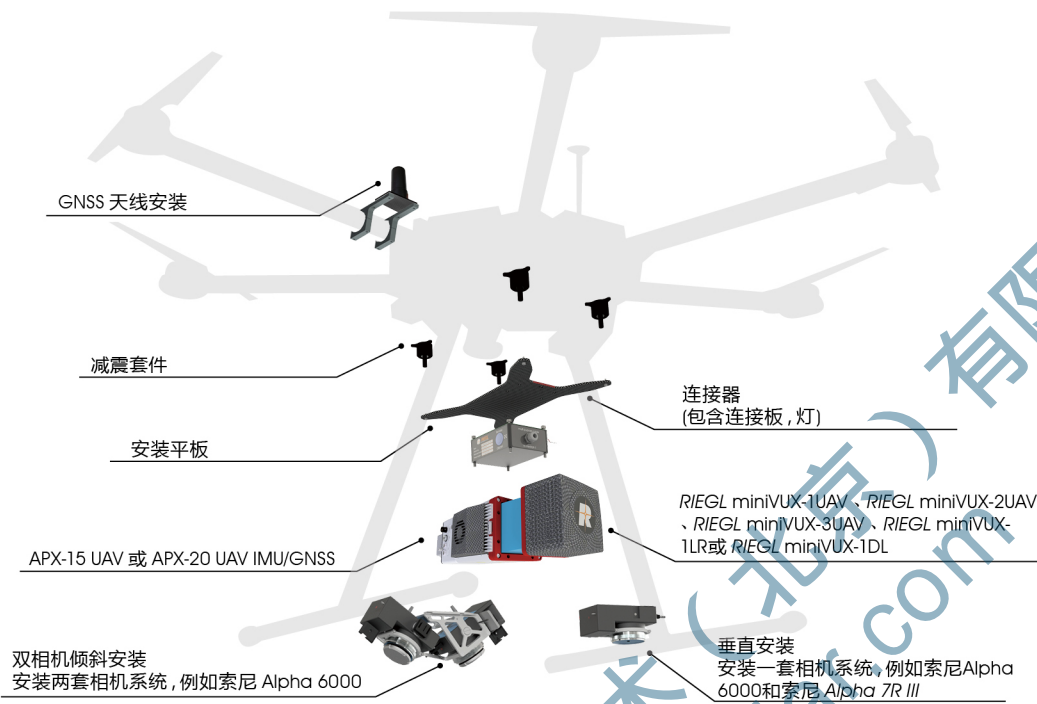 GNSS 天线安装
减震套件
安装平板
连接器
(包含连接板,灯)
RIEGL miniVUX-1UAV、RIEGL miniVUX-2UAV
、RIEGL miniVUX-3UAV、RIEGL miniVUX-
1LR或 RIEGL miniVUX-1DL
APX-15 UAV 或 APX-20 UAV IMU/GNSS
双相机倾斜安装
安装两套相机系统,例如索尼 Alpha 6000
垂直安装
安装一套相机系统,例如索尼Alpha
6000和索尼 Alpha 7R III
术（北京）有限
ar.com
R